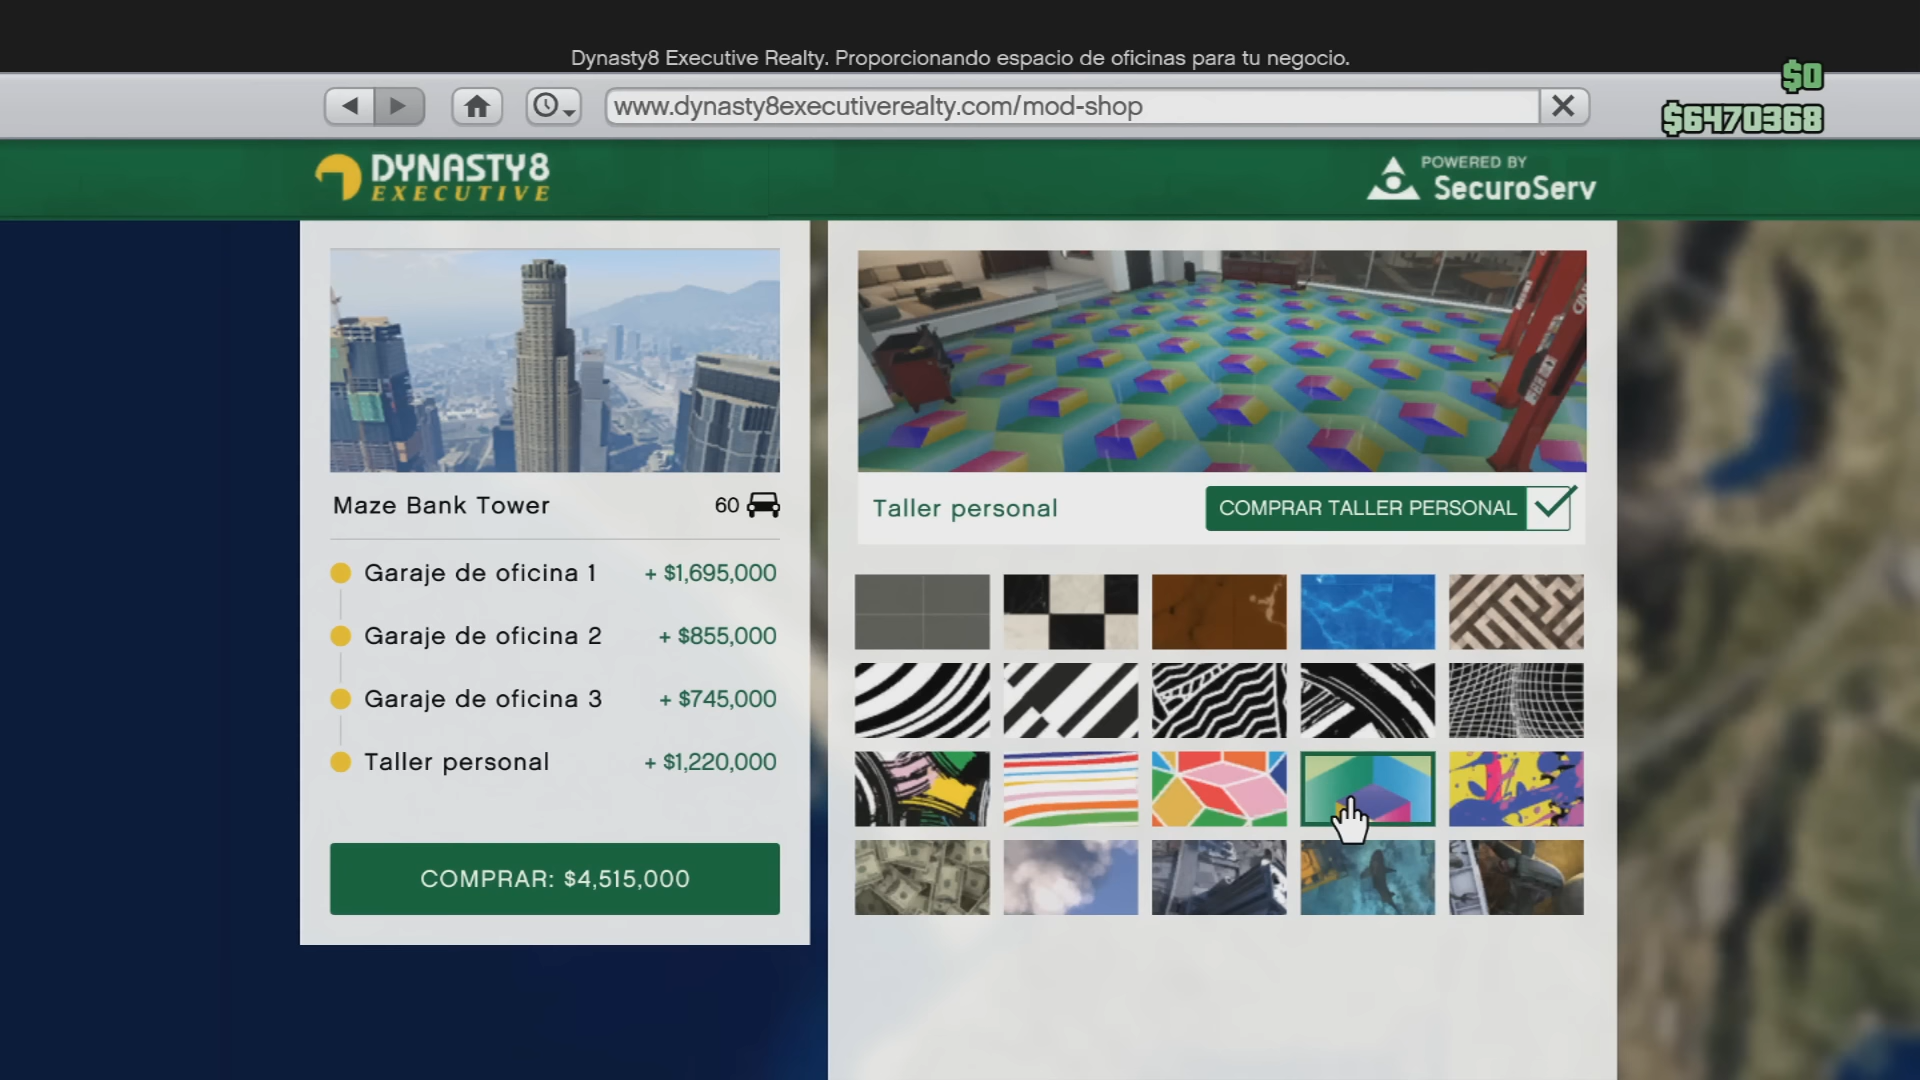 Dynasty8 Executive Realty. Proporcionando espacio de oficinas para tu negocio.
$0
$6470368
www.dynasty8executiverealty.com/mod-shop
DYNASTY8
EXECUTIVE
POWERED BY
SecuroServ
Maze Bank Tower 60
Garaje de oficina 1 + $1,695,000
Garaje de oficina 2 + $855,000
Garaje de oficina 3 + $745,000
Taller personal + $1,220,000
COMPRAR: $4,515,000
Taller personal
COMPRAR TALLER PERSONAL